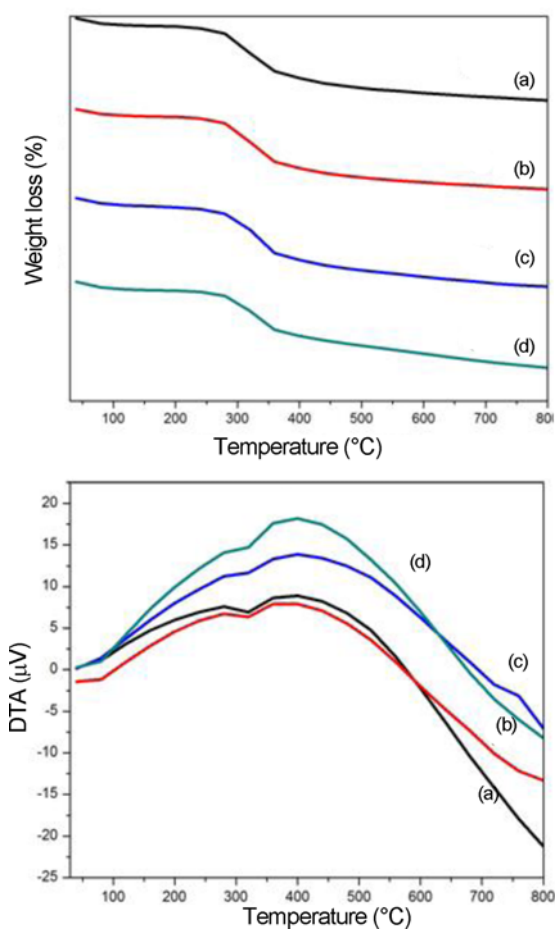 (a)
(b)
(c)
(d)
Weight loss (%)
100 200 300 400 500 600 700 800
Temperature (°C)
20
15
10
5
0
-5
-10
-15
-20
-25
DTA (μV)
(d)
(c)
(b)
(a)
100 200 300 400 500 600 700 800
Temperature (°C)